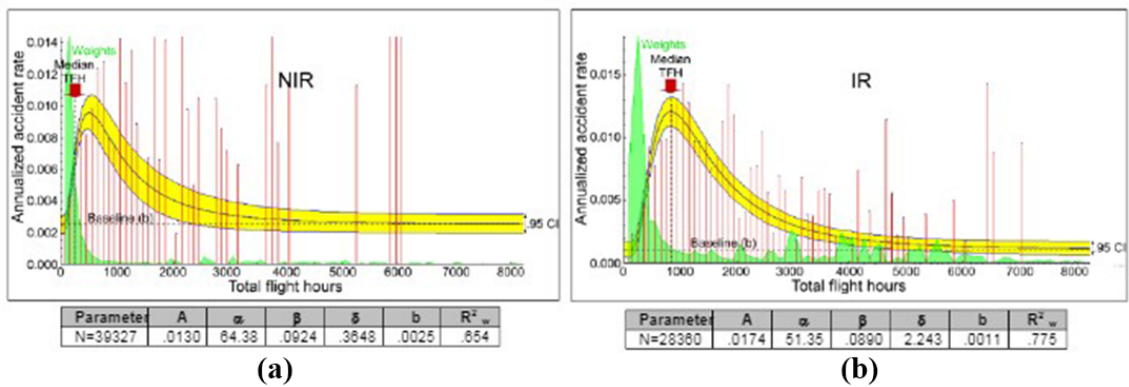 0.014
0.012
0.010
0.008
0.006
0.004
0.002
0.000
Annualized accident rate
Weights
Median
TFH
NIR
Baseline (b)
.95 CI
0 1000 2000 3000 4000 5000 6000 7000 8000
Total flight hours
Parameter A α β δ b R² w
N=39327 .0130 64.38 .0924 .3648 .0025 .654
(a)
0.015
0.010
0.005
0.000
Annualized accident rate
Weights
Median
TFH
IR
Baseline (b)
.95 CI
0 1000 2000 3000 4000 5000 6000 7000 8000
Total flight hours
Parameter A α β δ b R² w
N=28360 .0174 51.35 .0890 2.243 .0011 .775
(b)